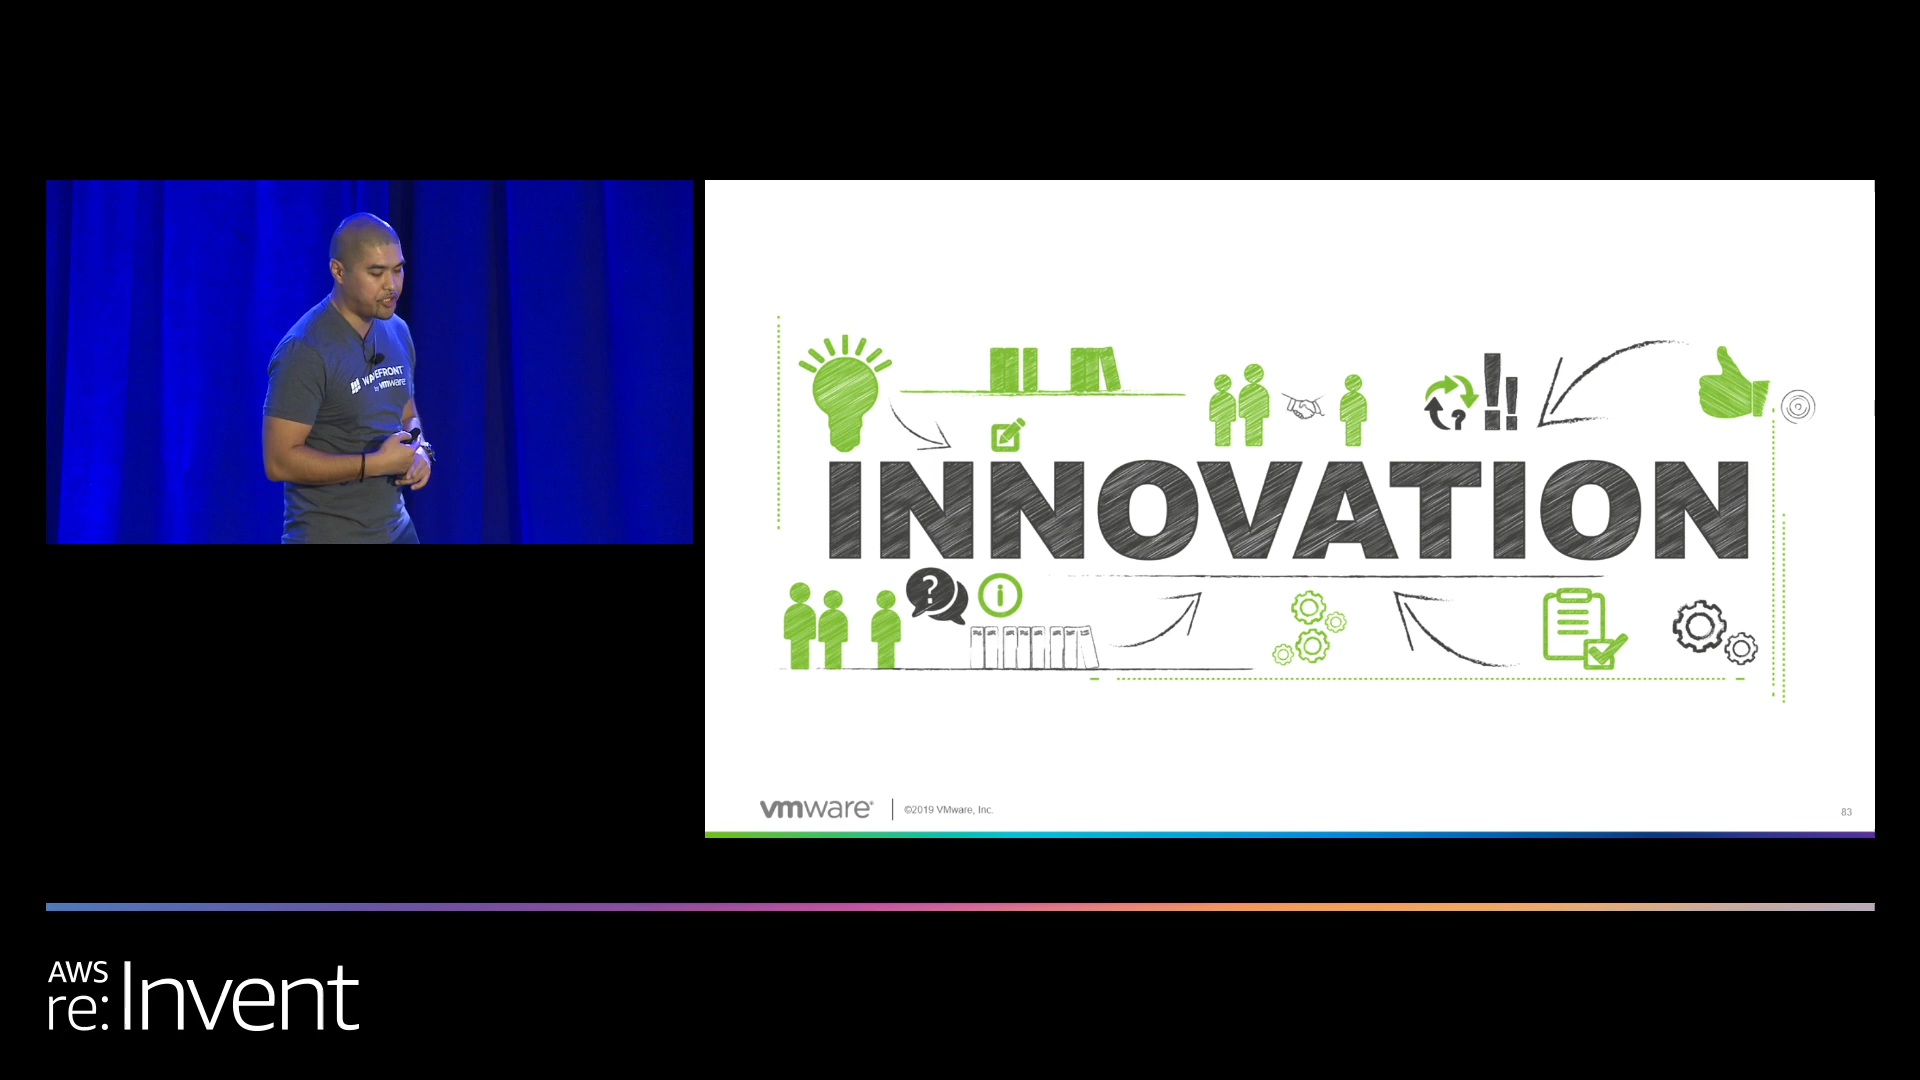 WAVEFRONT
by vmware
?
!!
INNOVATION
?
i
vmware®
©2019 VMware, Inc.
83
AWS
re:Invent